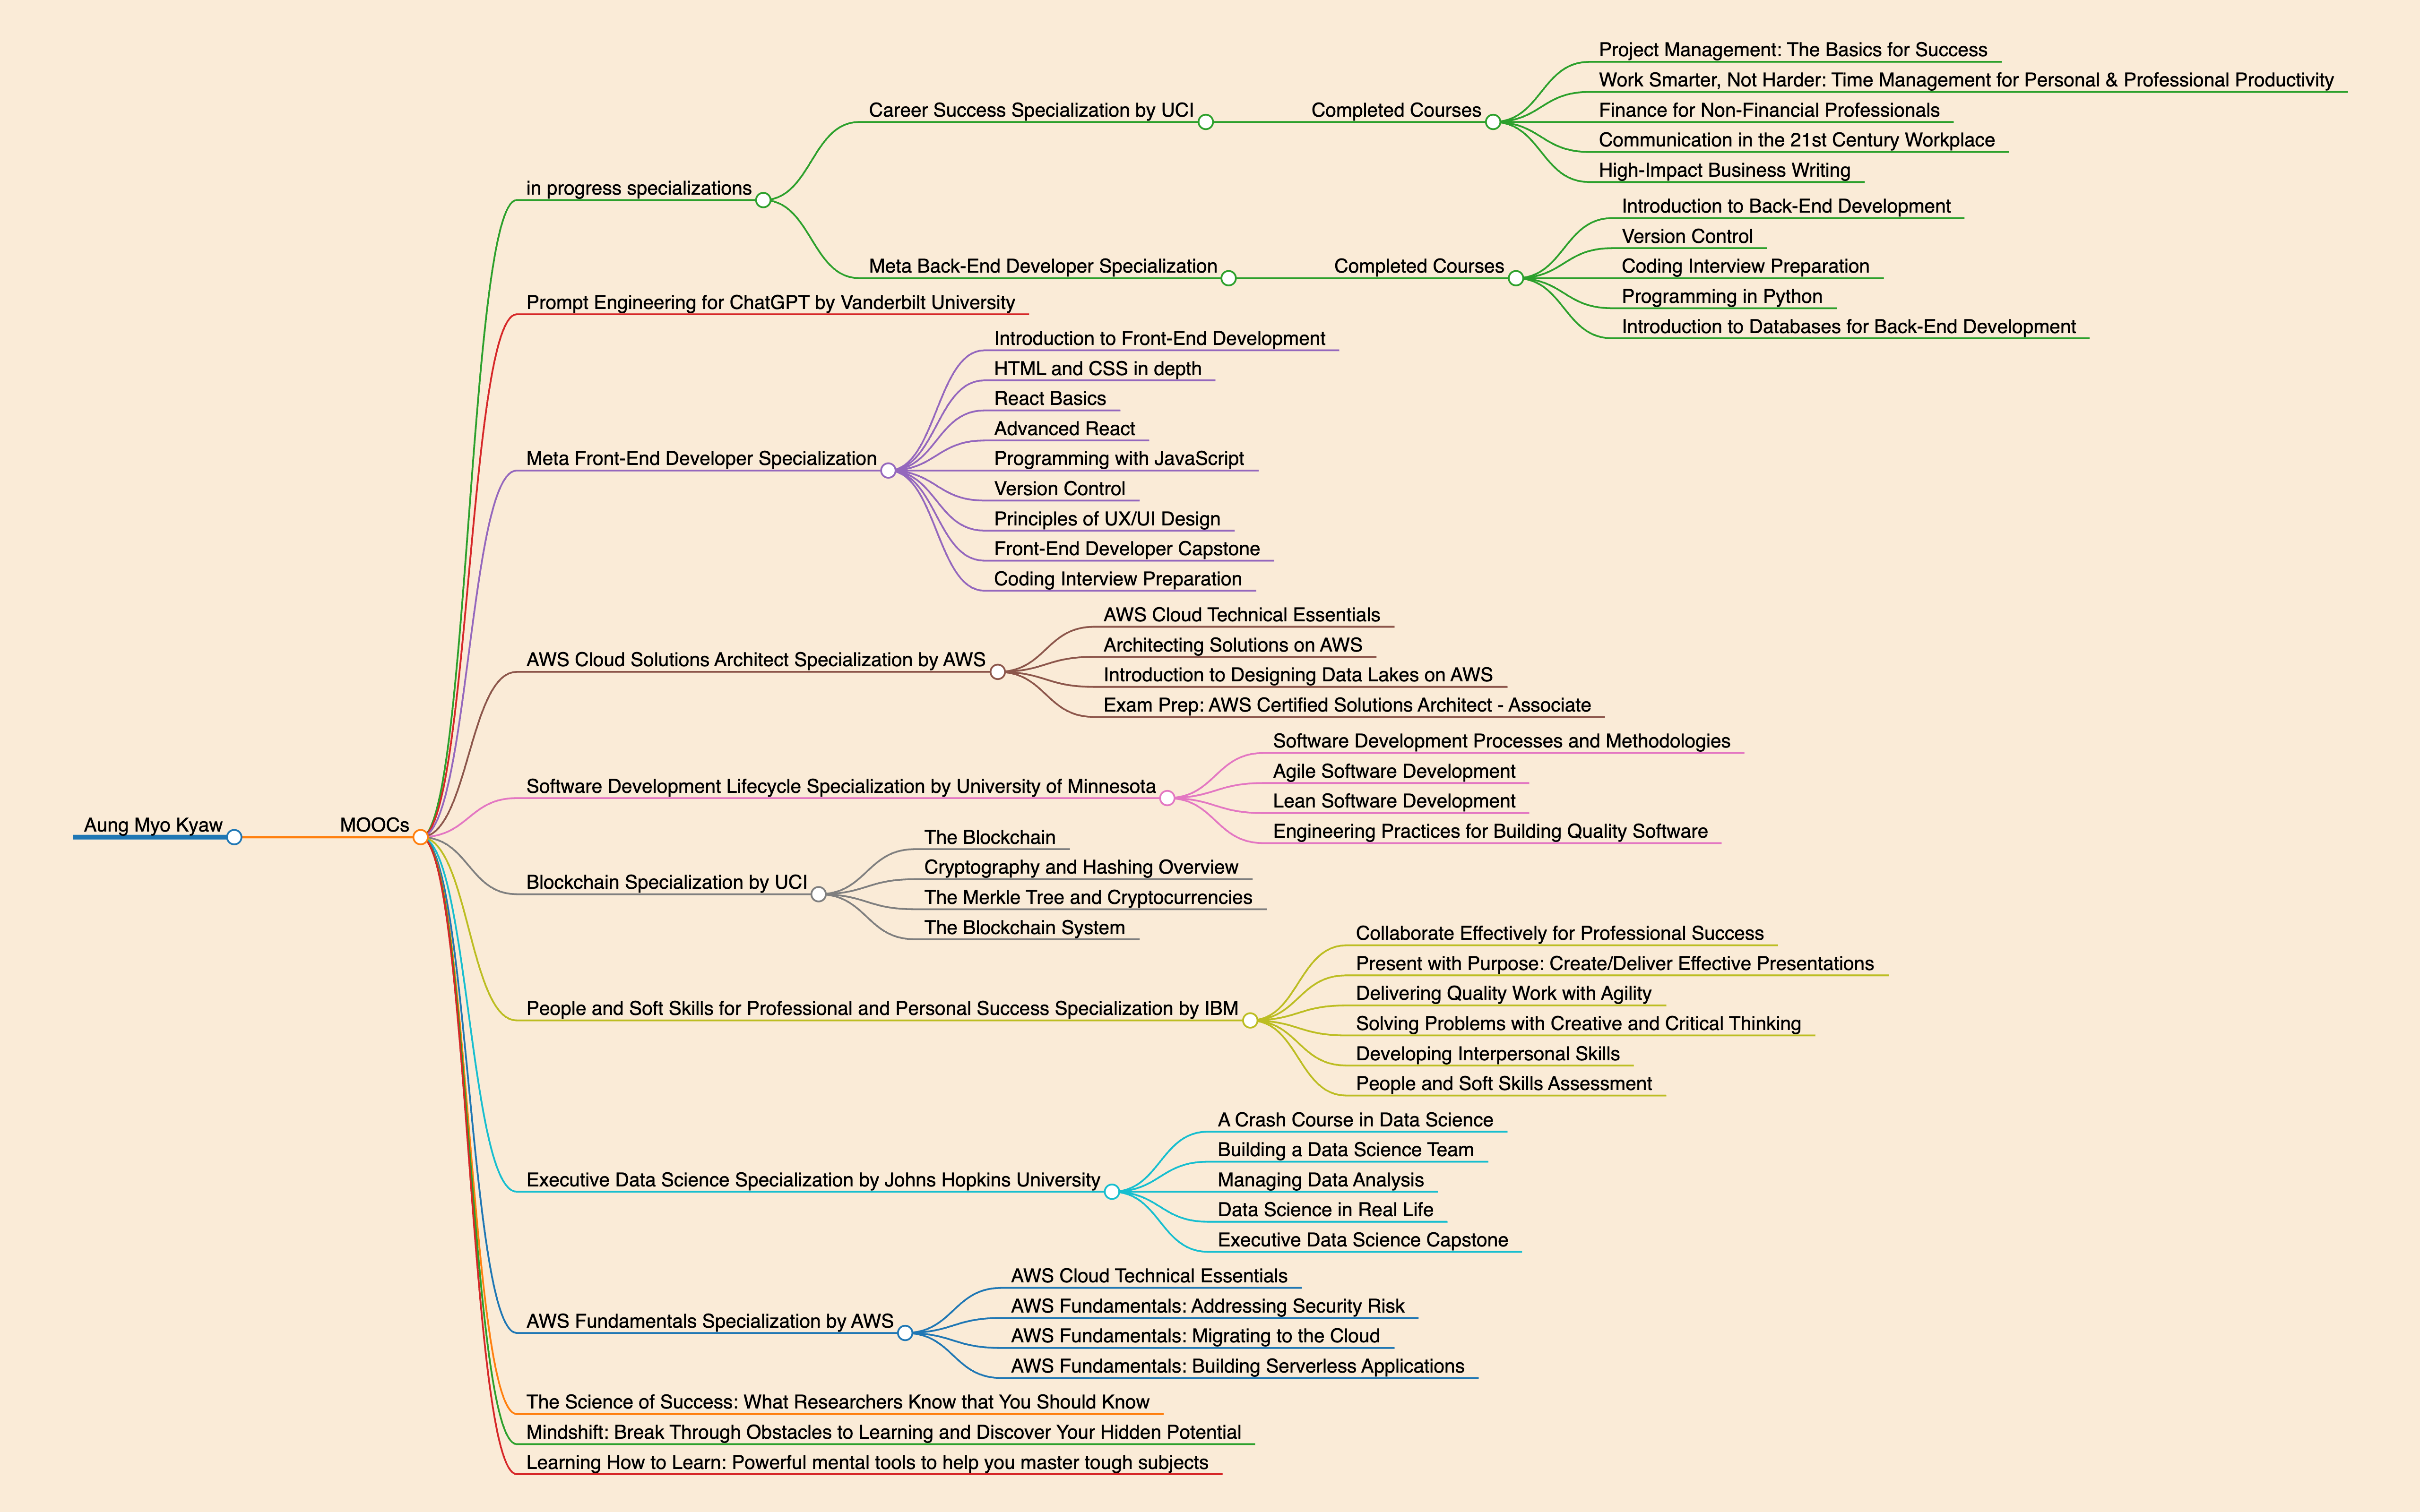 Aung Myo Kyaw
MOOCs
in progress specializations
Career Success Specialization by UCI
Completed Courses
Project Management: The Basics for Success
Work Smarter, Not Harder: Time Management for Personal & Professional Productivity
Finance for Non-Financial Professionals
Communication in the 21st Century Workplace
High-Impact Business Writing
Meta Back-End Developer Specialization
Completed Courses
Introduction to Back-End Development
Version Control
Coding Interview Preparation
Programming in Python
Introduction to Databases for Back-End Development
Prompt Engineering for ChatGPT by Vanderbilt University
Meta Front-End Developer Specialization
Introduction to Front-End Development
HTML and CSS in depth
React Basics
Advanced React
Programming with JavaScript
Version Control
Principles of UX/UI Design
Front-End Developer Capstone
Coding Interview Preparation
AWS Cloud Solutions Architect Specialization by AWS
AWS Cloud Technical Essentials
Architecting Solutions on AWS
Introduction to Designing Data Lakes on AWS
Exam Prep: AWS Certified Solutions Architect - Associate
Software Development Lifecycle Specialization by University of Minnesota
Software Development Processes and Methodologies
Agile Software Development
Lean Software Development
Engineering Practices for Building Quality Software
Blockchain Specialization by UCI
The Blockchain
Cryptography and Hashing Overview
The Merkle Tree and Cryptocurrencies
The Blockchain System
People and Soft Skills for Professional and Personal Success Specialization by IBM
Collaborate Effectively for Professional Success
Present with Purpose: Create/Deliver Effective Presentations
Delivering Quality Work with Agility
Solving Problems with Creative and Critical Thinking
Developing Interpersonal Skills
People and Soft Skills Assessment
Executive Data Science Specialization by Johns Hopkins University
A Crash Course in Data Science
Building a Data Science Team
Managing Data Analysis
Data Science in Real Life
Executive Data Science Capstone
AWS Fundamentals Specialization by AWS
AWS Cloud Technical Essentials
AWS Fundamentals: Addressing Security Risk
AWS Fundamentals: Migrating to the Cloud
AWS Fundamentals: Building Serverless Applications
The Science of Success: What Researchers Know that You Should Know
Mindshift: Break Through Obstacles to Learning and Discover Your Hidden Potential
Learning How to Learn: Powerful mental tools to help you master tough subjects